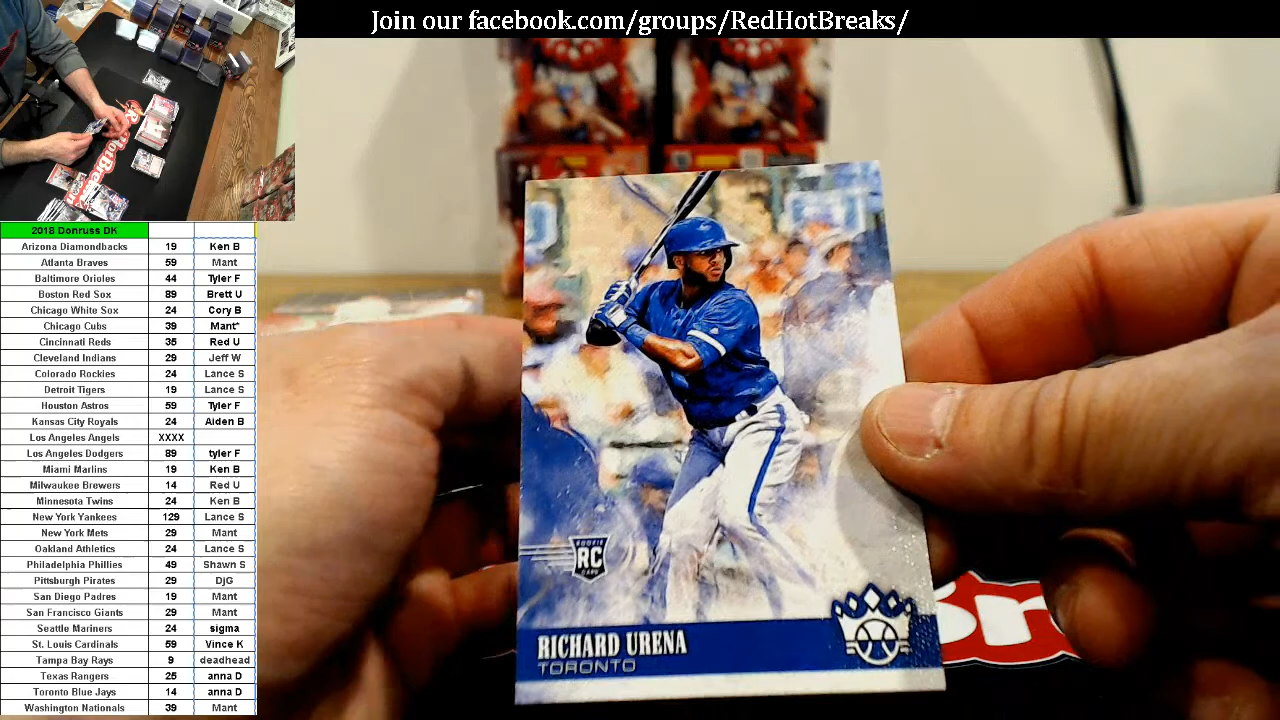 Join our facebook.com/groups/RedHotBreaks/
2018 Donruss DK
Arizona Diamondbacks 19 Ken B
Atlanta Braves 59 Mant
Baltimore Orioles 44 Tyler F
Boston Red Sox 89 Brett U
Chicago White Sox 24 Cory B
Chicago Cubs 39 Mant*
Cincinnati Reds 35 Red U
Cleveland Indians 29 Jeff W
Colorado Rockies 24 Lance S
Detroit Tigers 19 Lance S
Houston Astros 59 Tyler F
Kansas City Royals 24 Aiden B
Los Angeles Angels XXXX
Los Angeles Dodgers 89 tyler F
Miami Marlins 19 Ken B
Milwaukee Brewers 14 Red U
Minnesota Twins 24 Ken B
New York Yankees 129 Lance S
New York Mets 29 Mant
Oakland Athletics 24 Lance S
Philadelphia Phillies 49 Shawn S
Pittsburgh Pirates 29 DjG
San Diego Padres 19 Mant
San Francisco Giants 29 Mant
Seattle Mariners 24 sigma
St. Louis Cardinals 59 Vince K
Tampa Bay Rays 9 deadhead
Texas Rangers 25 anna D
Toronto Blue Jays 14 anna D
Washington Nationals 39 Mant
RC
RICHARD UREÑA
TORONTO